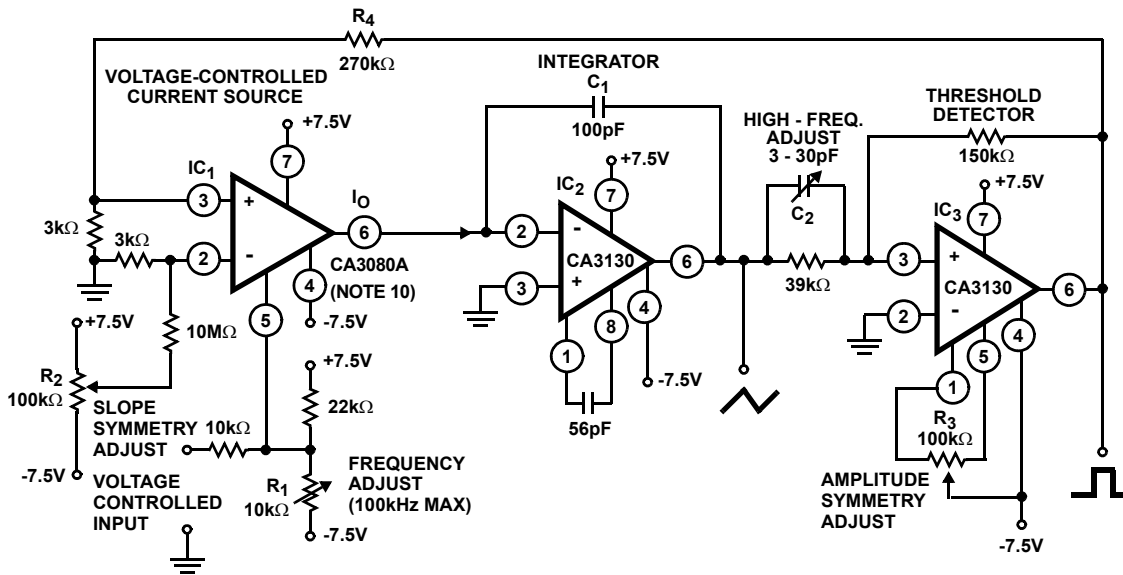 R4
270kΩ
VOLTAGE-CONTROLLED
CURRENT SOURCE
+7.5V
7
IC1
3
+
3kΩ
3kΩ
2
-
IO
6
CA3080A
(NOTE 10)
4
-7.5V
5
10MΩ
+7.5V
R2
100kΩ
-7.5V
SLOPE
SYMMETRY
ADJUST
10kΩ
VOLTAGE
CONTROLLED
INPUT
+7.5V
22kΩ
R1
10kΩ
FREQUENCY
ADJUST
(100kHz MAX)
-7.5V
INTEGRATOR
C1
100pF
+7.5V
IC2
7
2
-
CA3130
3
+
6
4
-7.5V
8
1
56pF
HIGH - FREQ.
ADJUST
3 - 30pF
C2
39kΩ
THRESHOLD
DETECTOR
150kΩ
+7.5V
IC3
7
3
+
CA3130
2
-
6
4
5
1
R3
100kΩ
AMPLITUDE
SYMMETRY
ADJUST
-7.5V